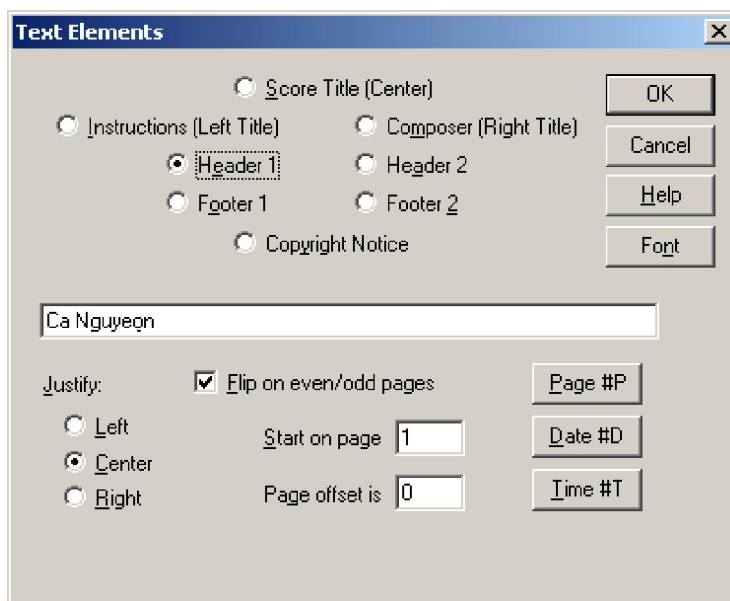 Text Elements
Score Title (Center)
OK
Instructions (Left Title)
Composer (Right Title)
Cancel
Header 1
Header 2
Help
Footer 1
Footer 2
Copyright Notice
Font
Ca Nguyeọn
Justify:
Flip on even/odd pages
Page #P
Left
Start on page 1
Date #D
Center
Right
Page offset is 0
Time #T